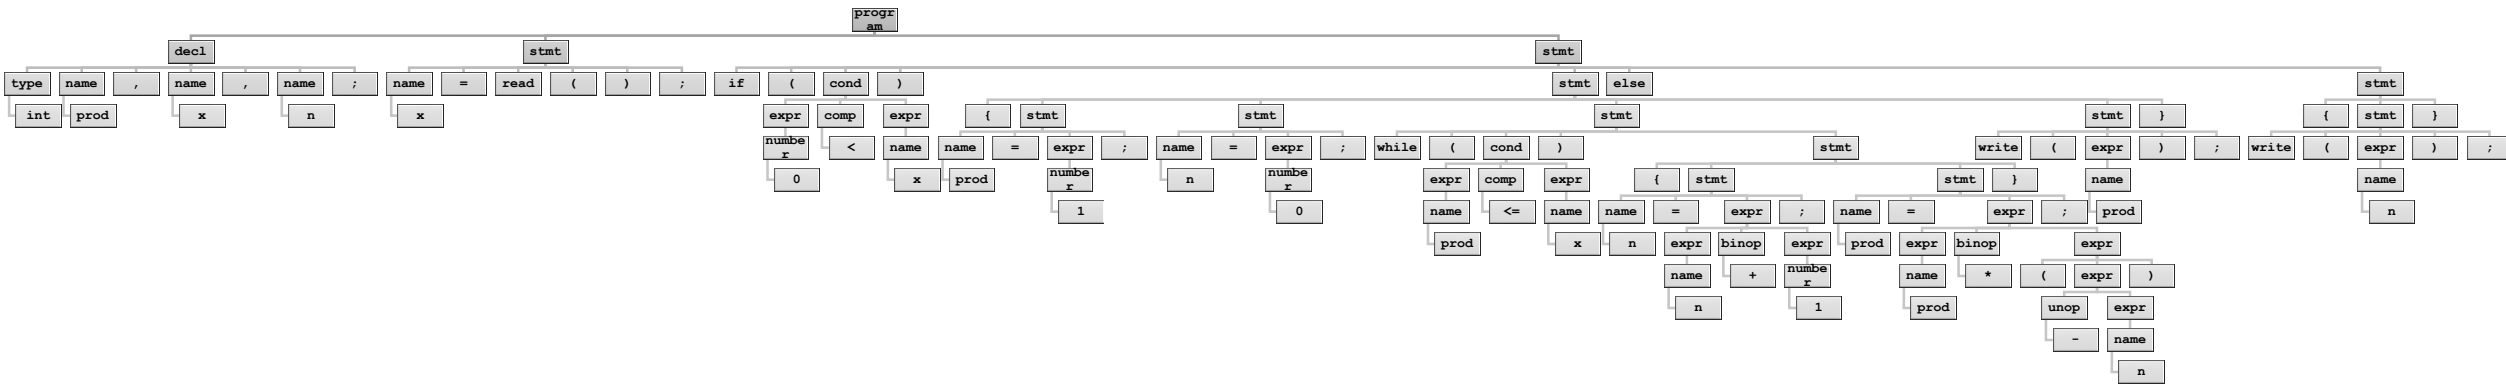 progr
am
decl stmt stmt
type name , name , name ; name = read ( ) ; if ( cond ) stmt else stmt
int prod x n x expr comp expr { stmt stmt stmt stmt } { stmt }
numbe
r < name name = expr ; name = expr ; while ( cond ) stmt write ( expr ) ; write ( expr ) ;
0 x prod numbe
r n numbe
r expr comp expr { stmt stmt } name name
1 0 name <= name name = expr ; name = expr ; prod n
prod x n expr binop expr prod expr binop expr
name + numbe
r name * ( expr )
n 1 prod unop expr
- name
n